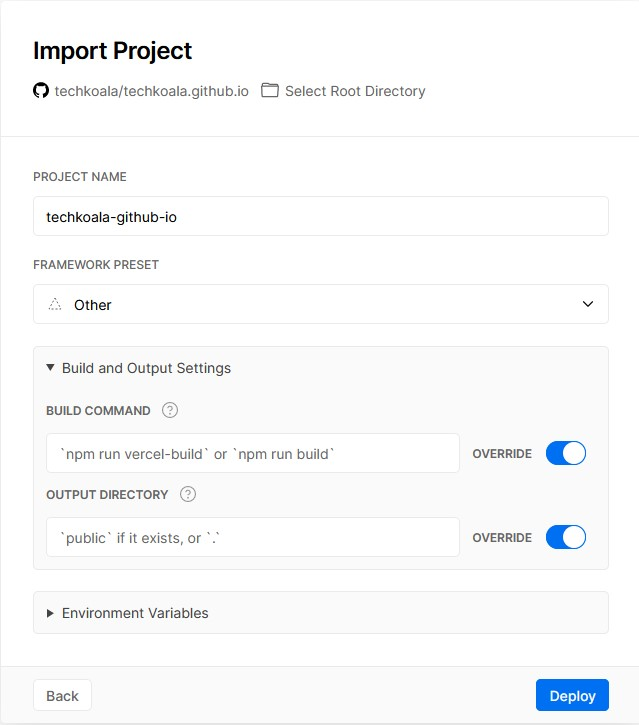 Import Project
techkoala/techkoala.github.io Select Root Directory
PROJECT NAME
techkoala-github-io
FRAMEWORK PRESET
Other
Build and Output Settings
BUILD COMMAND ?
`npm run vercel-build` or `npm run build` OVERRIDE
OUTPUT DIRECTORY ?
`public` if it exists, or `.` OVERRIDE
Environment Variables
Back Deploy